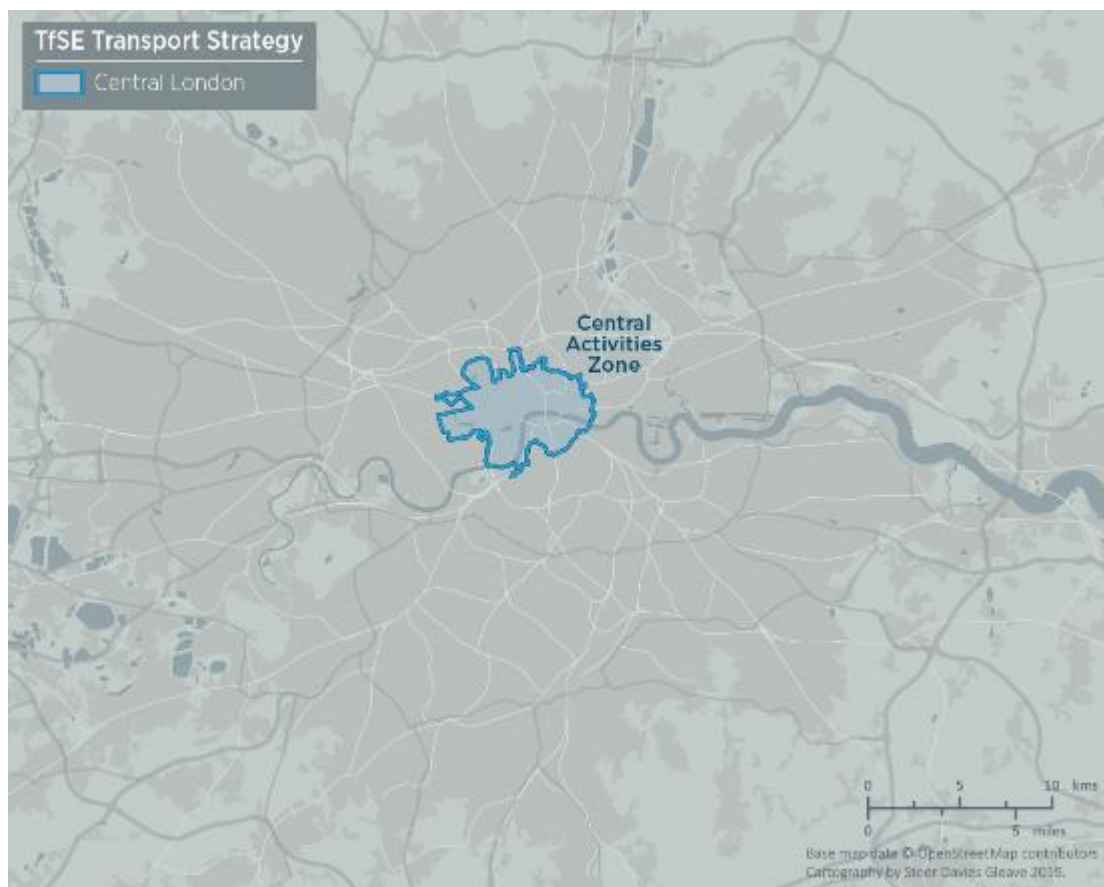 TfSE Transport Strategy
Central London
Central
Activities
Zone
0 5 10 kms
0 5 miles
Base map data © OpenStreetMap contributors
Cartography by Steer Davies Gleave 2019.